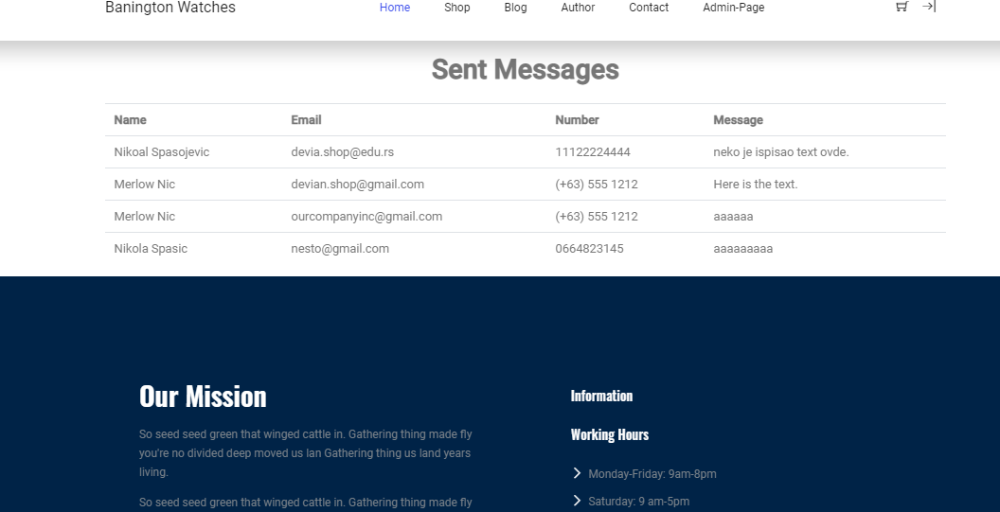 Banington Watches Home Shop Blog Author Contact Admin-Page
Sent Messages
Name Email Number Message
Nikoal Spasojevic devia.shop@edu.rs 11122224444 neko je ispisao text ovde.
Merlow Nic devian.shop@gmail.com (+63) 555 1212 Here is the text.
Merlow Nic ourcompanyinc@gmail.com (+63) 555 1212 aaaaaa
Nikola Spasic nesto@gmail.com 0664823145 aaaaaaaaa
Our Mission
So seed seed green that winged cattle in. Gathering thing made fly
you're no divided deep moved us lan Gathering thing us land years
living.
So seed seed green that winged cattle in. Gathering thing made fly
Information
Working Hours
Monday-Friday: 9am-8pm
Saturday: 9 am-5pm